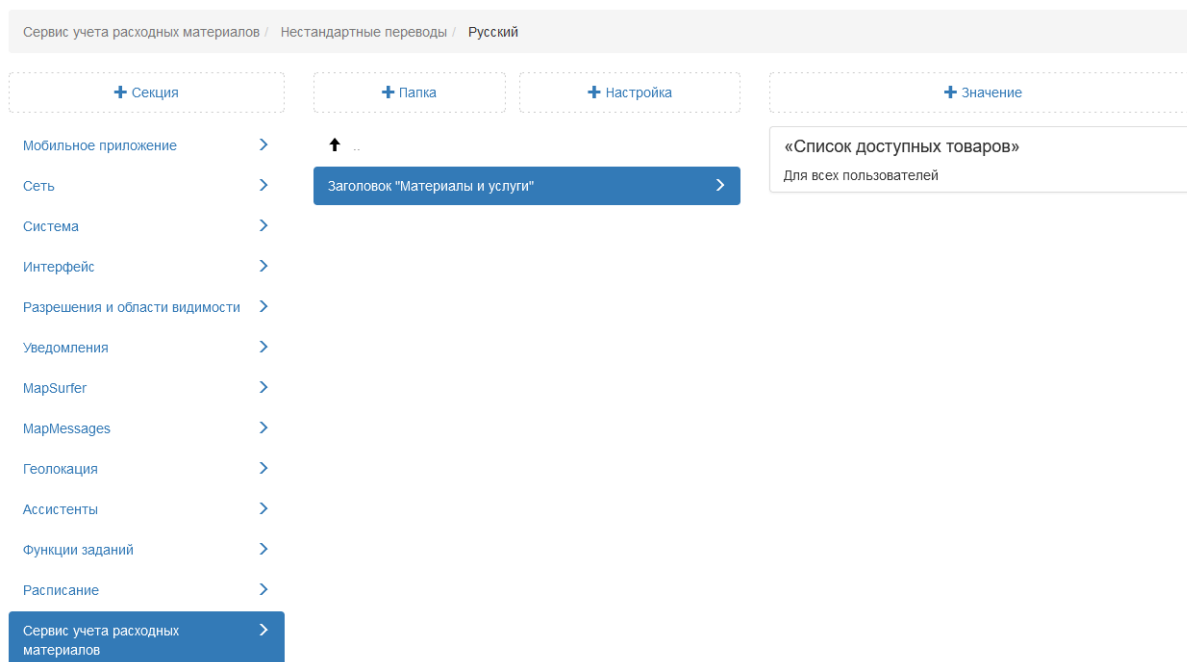 Сервис учета расходных материалов / Нестандартные переводы / Русский
+ Секция
+ Папка
+ Настройка
+ Значение
Мобильное приложение
Сеть
Система
Интерфейс
Разрешения и области видимости
Уведомления
MapSurfer
MapMessages
Геолокация
Ассистенты
Функции заданий
Расписание
Сервис учета расходных
материалов
..
Заголовок "Материалы и услуги"
«Список доступных товаров»
Для всех пользователей